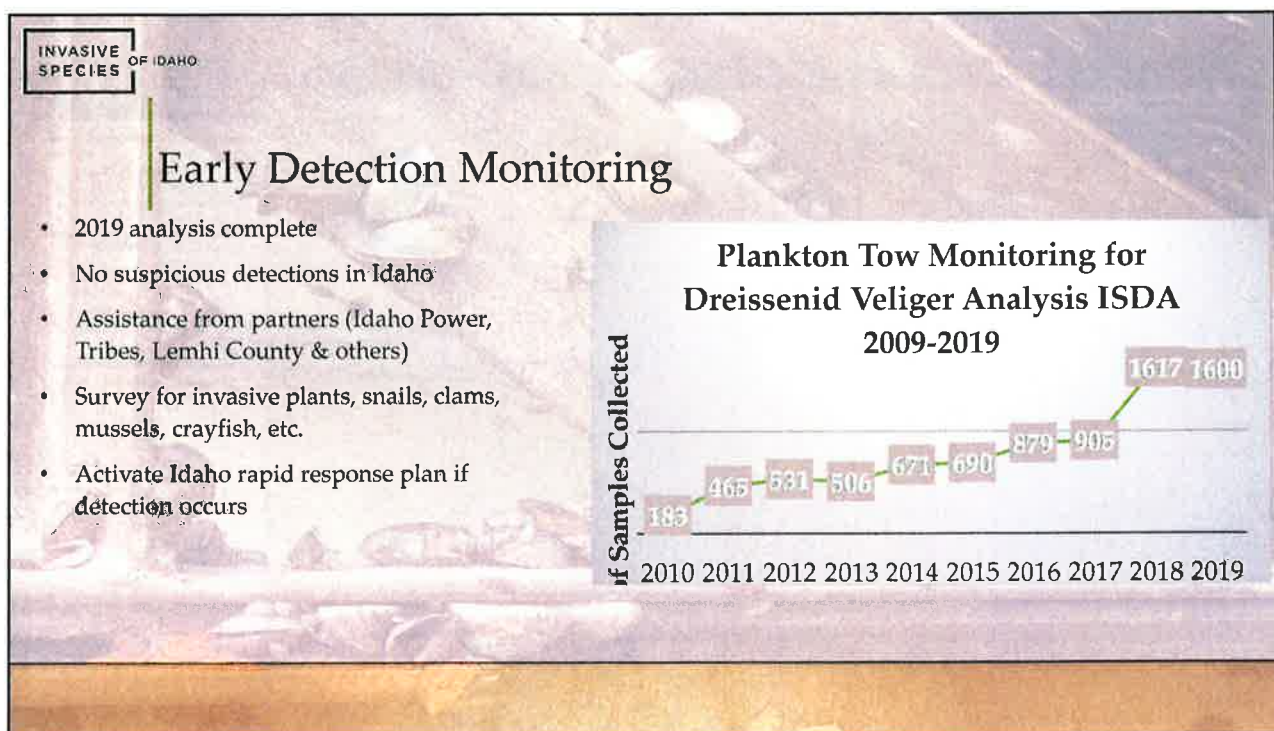 INVASIVE
SPECIES
OF IDAHO
Early Detection Monitoring
• 2019 analysis complete
• No suspicious detections in Idaho
• Assistance from partners (Idaho Power,
Tribes, Lemhi County & others)
• Survey for invasive plants, snails, clams,
mussels, crayfish, etc.
• Activate Idaho rapid response plan if
detection occurs
Plankton Tow Monitoring for
Dreissenid Veliger Analysis ISDA
2009-2019
f Samples Collected
183
465
531
506
671
690
879
905
1617
1600
2010 2011 2012 2013 2014 2015 2016 2017 2018 2019